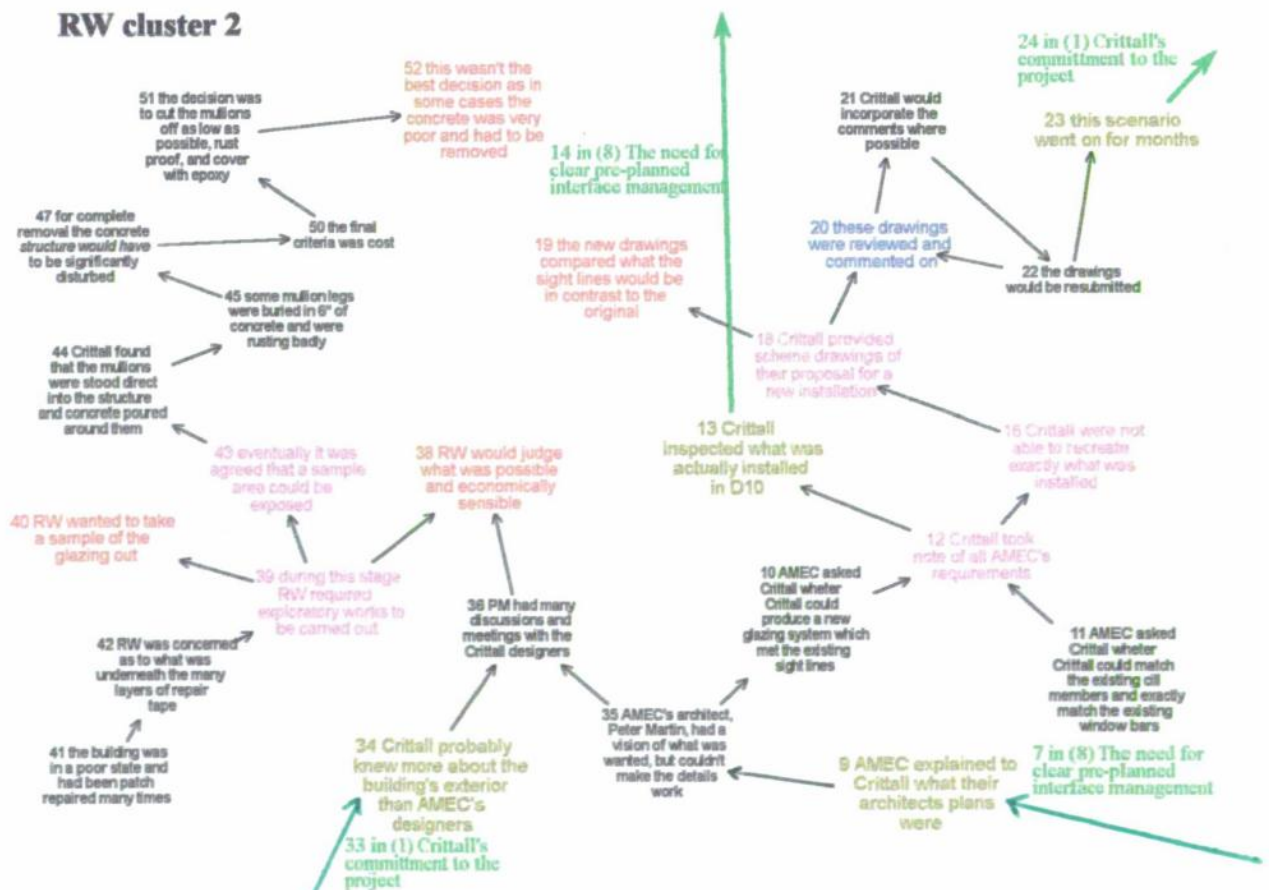 RW cluster 2
24 in (1) Crittall's
committment to the
project
52 this wasn't the
best decision as in
some cases the
concrete was very
poor and had to be
removed
51 the decision was
to cut the mullions
off as low as
possible, rust
proof, and cover
with epoxy
21 Crittall would
incorporate the
comments where
possible
23 this scenario
went on for months
14 in (8) The need for
clear pre-planned
interface management
47 for complete
removal the concrete
structure would have
to be significantly
disturbed
50 the final
criteria was cost
20 these drawings
were reviewed and
commented on
19 the new drawings
compared what the
sight lines would be
in contrast to the
original
22 the drawings
would be resubmitted
45 some mullion legs
were buried in 6" of
concrete and were
rusting badly
18 Crittall provided
scheme drawings of
their proposal for a
new installation
44 Crittall found
that the mullions
were stood direct
into the structure
and concrete poured
around them
13 Crittall
inspected what was
actually installed
in D10
16 Crittall were not
able to recreate
exactly what was
installed
43 eventually it was
agreed that a sample
area could be
exposed
38 RW would judge
what was possible
and economically
sensible
40 RW wanted to take
a sample of the
glazing out
12 Crittall took
note of all AMEC's
requirements
39 during this stage
RW required
exploratory works to
be carried out
10 AMEC asked
Crittall wheter
Crittall could
produce a new
glazing system which
met the existing
sight lines
36 PM had many
discussions and
meetings with the
Crittall designers
11 AMEC asked
Crittall wheter
Crittall could match
the existing cill
members and exactly
match the existing
window bars
42 RW was concerned
as to what was
underneath the many
layers of repair
tape
35 AMEC's architect,
Peter Martin, had a
vision of what was
wanted, but couldn't
make the details
work
41 the building was
in a poor state and
had been patch
repaired many times
34 Crittall probably
knew more about the
building's exterior
than AMEC's
designers
9 AMEC explained to
Crittall what their
architects plans
were
7 in (8) The need for
clear pre-planned
interface management
33 in (1) Crittall's
committment to the
project